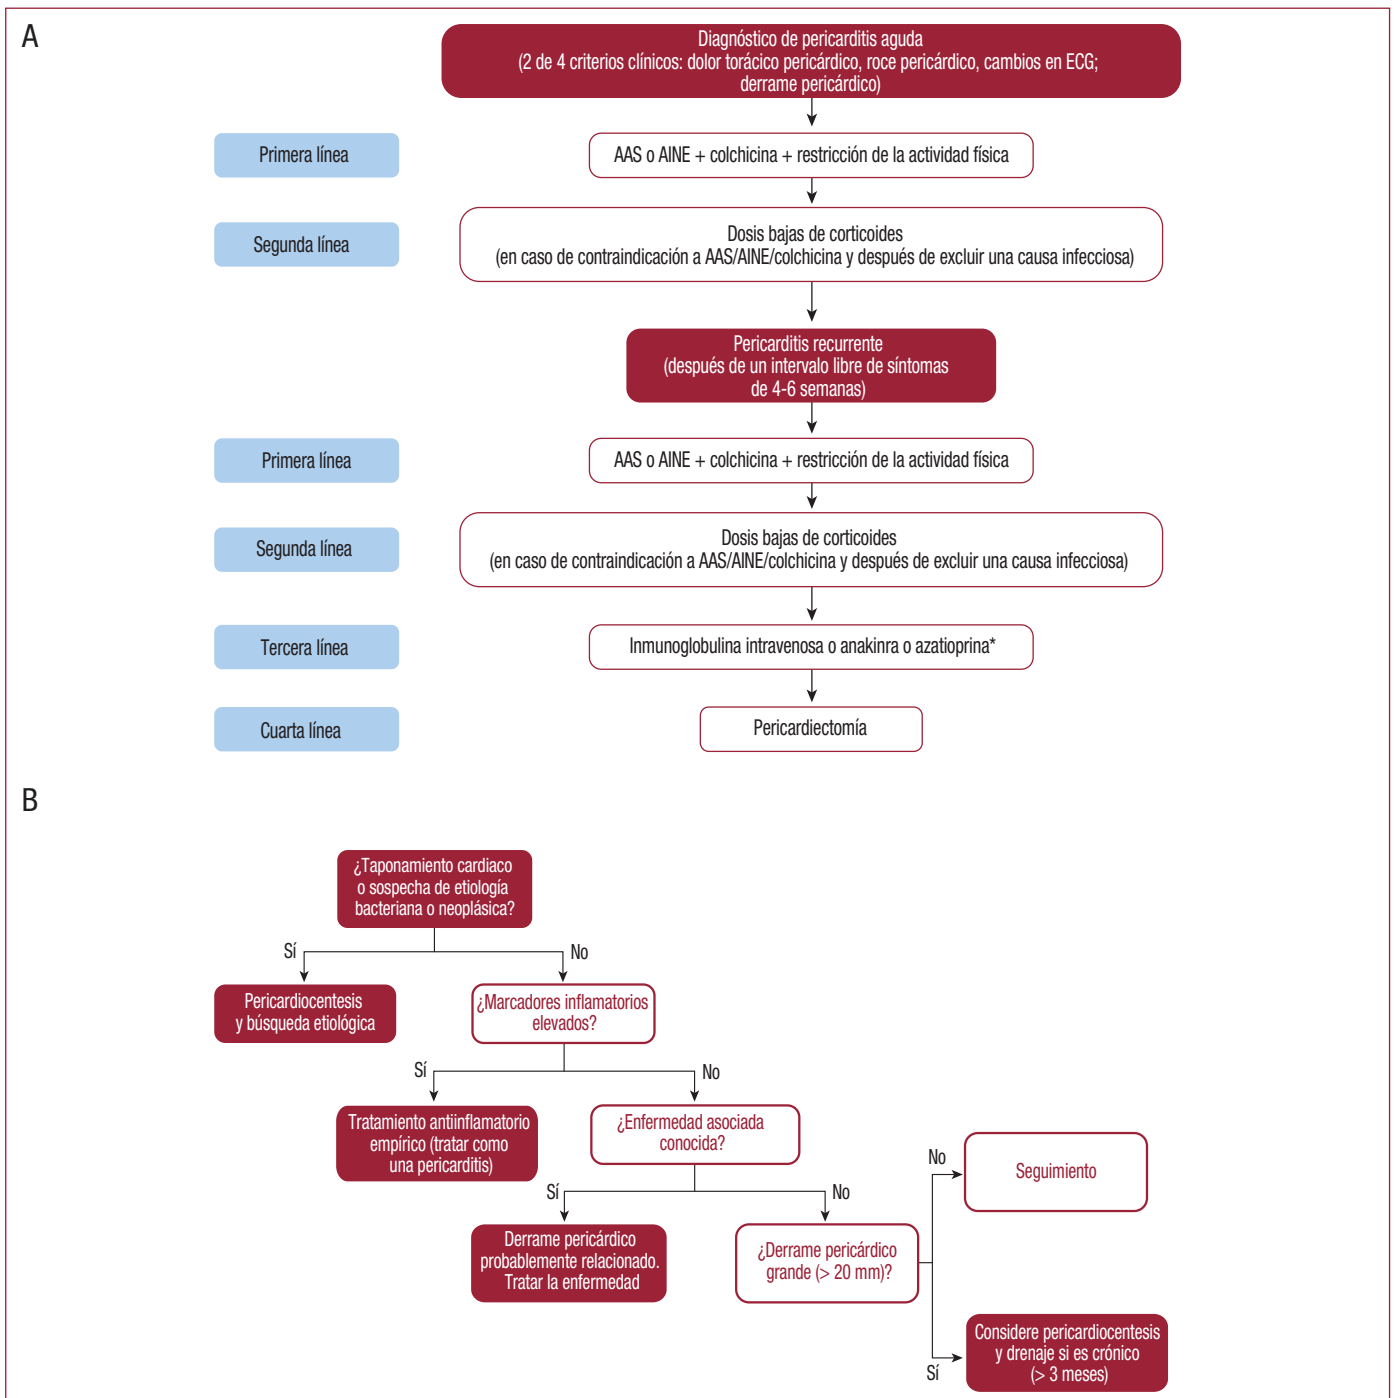 A
Diagnóstico de pericarditis aguda
(2 de 4 criterios clínicos: dolor torácico pericárdico, roce pericárdico, cambios en ECG;
derrame pericárdico)
Primera línea
AAS o AINE + colchicina + restricción de la actividad física
Segunda línea
Dosis bajas de corticoides
(en caso de contraindicación a AAS/AINE/colchicina y después de excluir una causa infecciosa)
Pericarditis recurrente
(después de un intervalo libre de síntomas
de 4-6 semanas)
Primera línea
AAS o AINE + colchicina + restricción de la actividad física
Segunda línea
Dosis bajas de corticoides
(en caso de contraindicación a AAS/AINE/colchicina y después de excluir una causa infecciosa)
Tercera línea
Inmunoglobulina intravenosa o anakinra o azatioprina*
Cuarta línea
Pericardiectomía
B
¿Taponamiento cardiaco
o sospecha de etiología
bacteriana o neoplásica?
Sí
No
Pericardiocentesis
y búsqueda etiológica
¿Marcadores inflamatorios
elevados?
Sí
No
Tratamiento antiinflamatorio
empírico (tratar como
una pericarditis)
¿Enfermedad asociada
conocida?
Sí
No
Derrame pericárdico
probablemente relacionado.
Tratar la enfermedad
¿Derrame pericárdico
grande (> 20 mm)?
No
Seguimiento
Sí
Considere pericardiocentesis
y drenaje si es crónico
(> 3 meses)